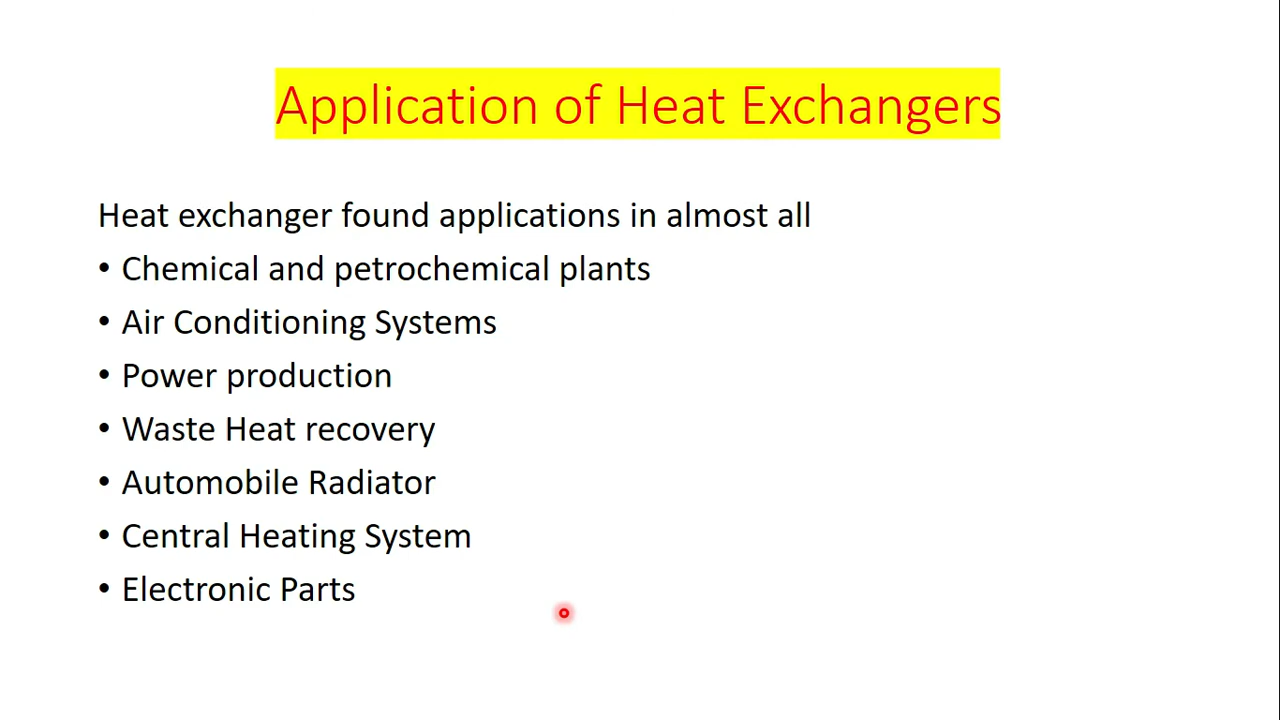 Application of Heat Exchangers
Heat exchanger found applications in almost all
• Chemical and petrochemical plants
• Air Conditioning Systems
• Power production
• Waste Heat recovery
• Automobile Radiator
• Central Heating System
• Electronic Parts